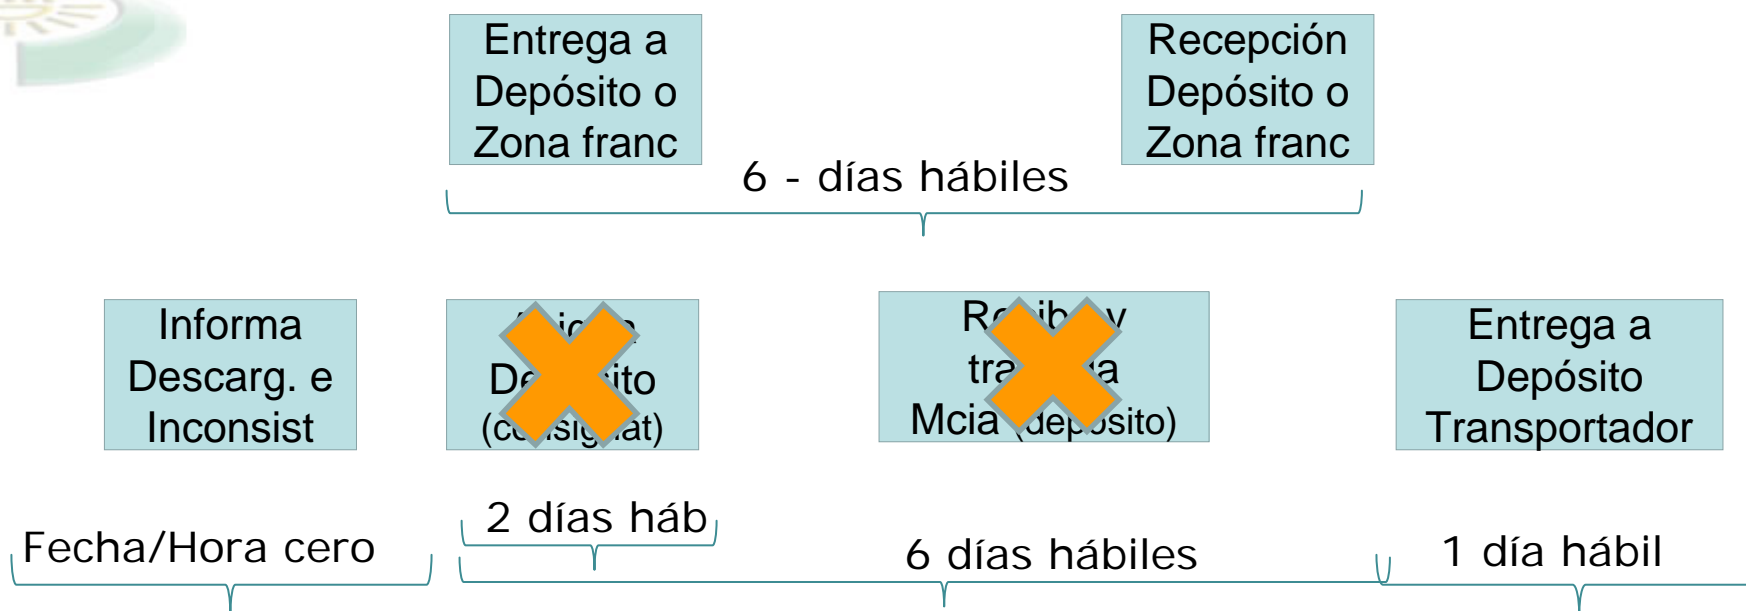 Entrega a
Depósito o
Zona franc
Recepción
Depósito o
Zona franc
6 - días hábiles
Informa
Descarg. e
Inconsist
Mcia (depósito)
Entrega a
Depósito
Transportador
2 días háb
Fecha/Hora cero
6 días hábiles
1 día hábil